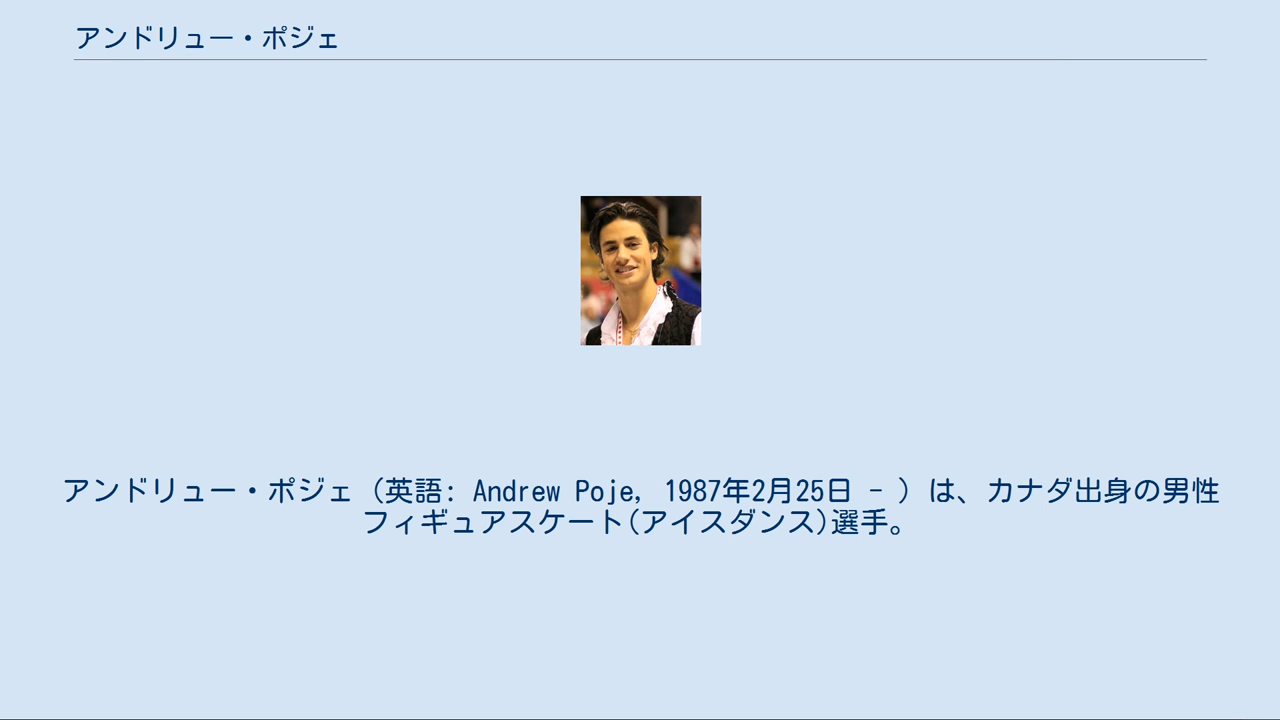 アンドリュー・ポジェ
アンドリュー・ポジェ（英語: Andrew Poje, 1987年2月25日 - ）は、カナダ出身の男性
フィギュアスケート(アイスダンス)選手。